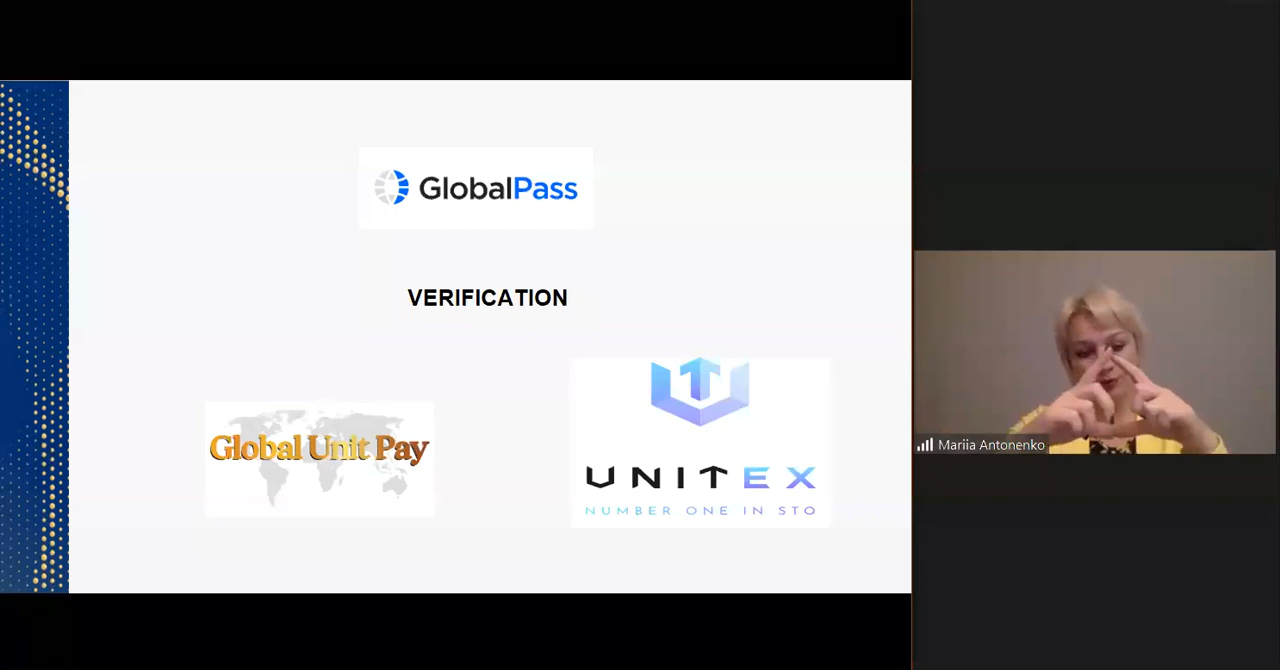 GlobalPass
VERIFICATION
Global Unit Pay
UNITEX
NUMBER ONE IN STO
Mariia Antonenko